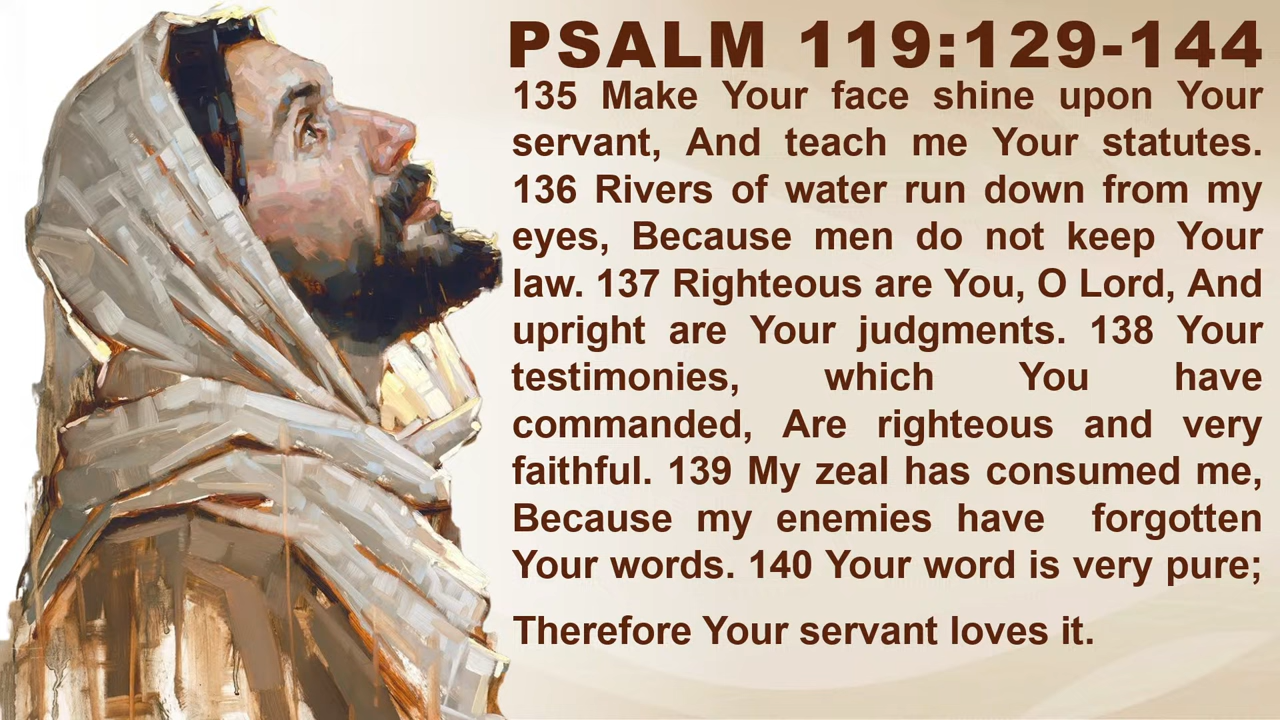 PSALM 119:129-144
135 Make Your face shine upon Your
servant, And teach me Your statutes.
136 Rivers of water run down from my
eyes, Because men do not keep Your
law. 137 Righteous are You, O Lord, And
upright are Your judgments. 138 Your
testimonies, which You have
commanded, Are righteous and very
faithful. 139 My zeal has consumed me,
Because my enemies have forgotten
Your words. 140 Your word is very pure;
Therefore Your servant loves it.